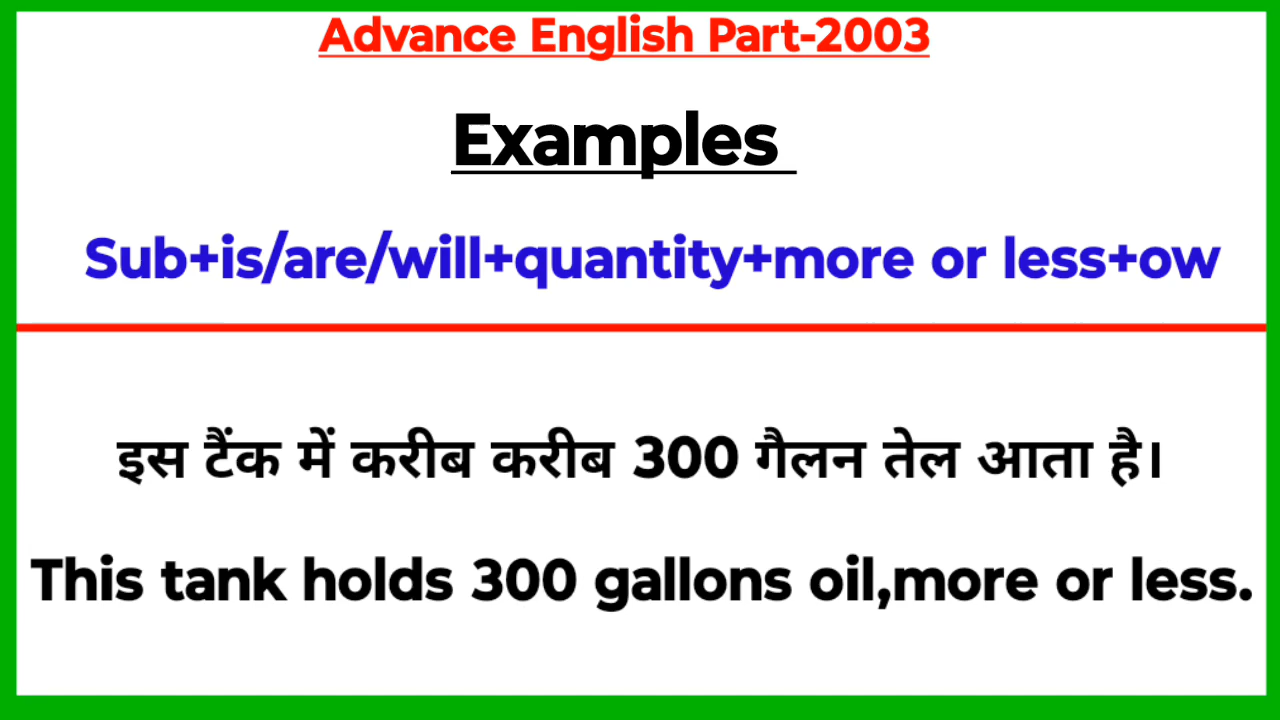 Advance English Part-2003
Examples
Sub+is/are/will+quantity+more or less+ow
इस टैंक में करीब करीब 300 गैलन तेल आता है।
This tank holds 300 gallons oil,more or less.